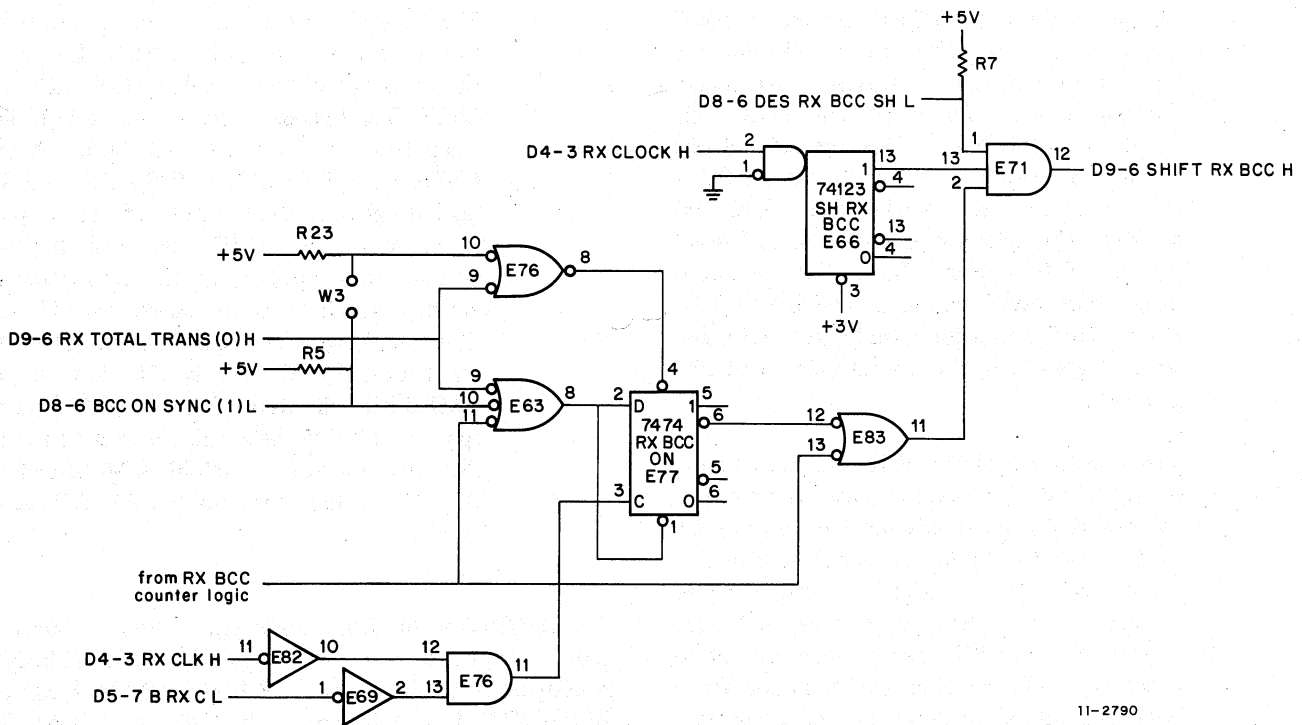 +5V
R7
D8-6 DES RX BCC SH L
D4-3 RX CLOCK H
2
1
1
13
4
74123
SH RX
BCC
E66
13
0
4
3
+3V
1
13
2
E71
12
D9-6 SHIFT RX BCC H
R23
+5V
W3
10
9
E76
8
D9-6 RX TOTAL TRANS (0) H
R5
+5V
D8-6 BCC ON SYNC (1) L
9
10
11
E63
8
4
2
D
1
5
6
7474
RX BCC
ON
E77
5
6
3
C
0
1
12
13
E83
11
from RX BCC
counter logic
D4-3 RX CLK H
11
E82
10
D5-7 B RX C L
1
E69
2
12
13
E76
11
11-2790